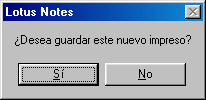 Lotus Notes
¿Desea guardar este nuevo impreso?
Sí
No